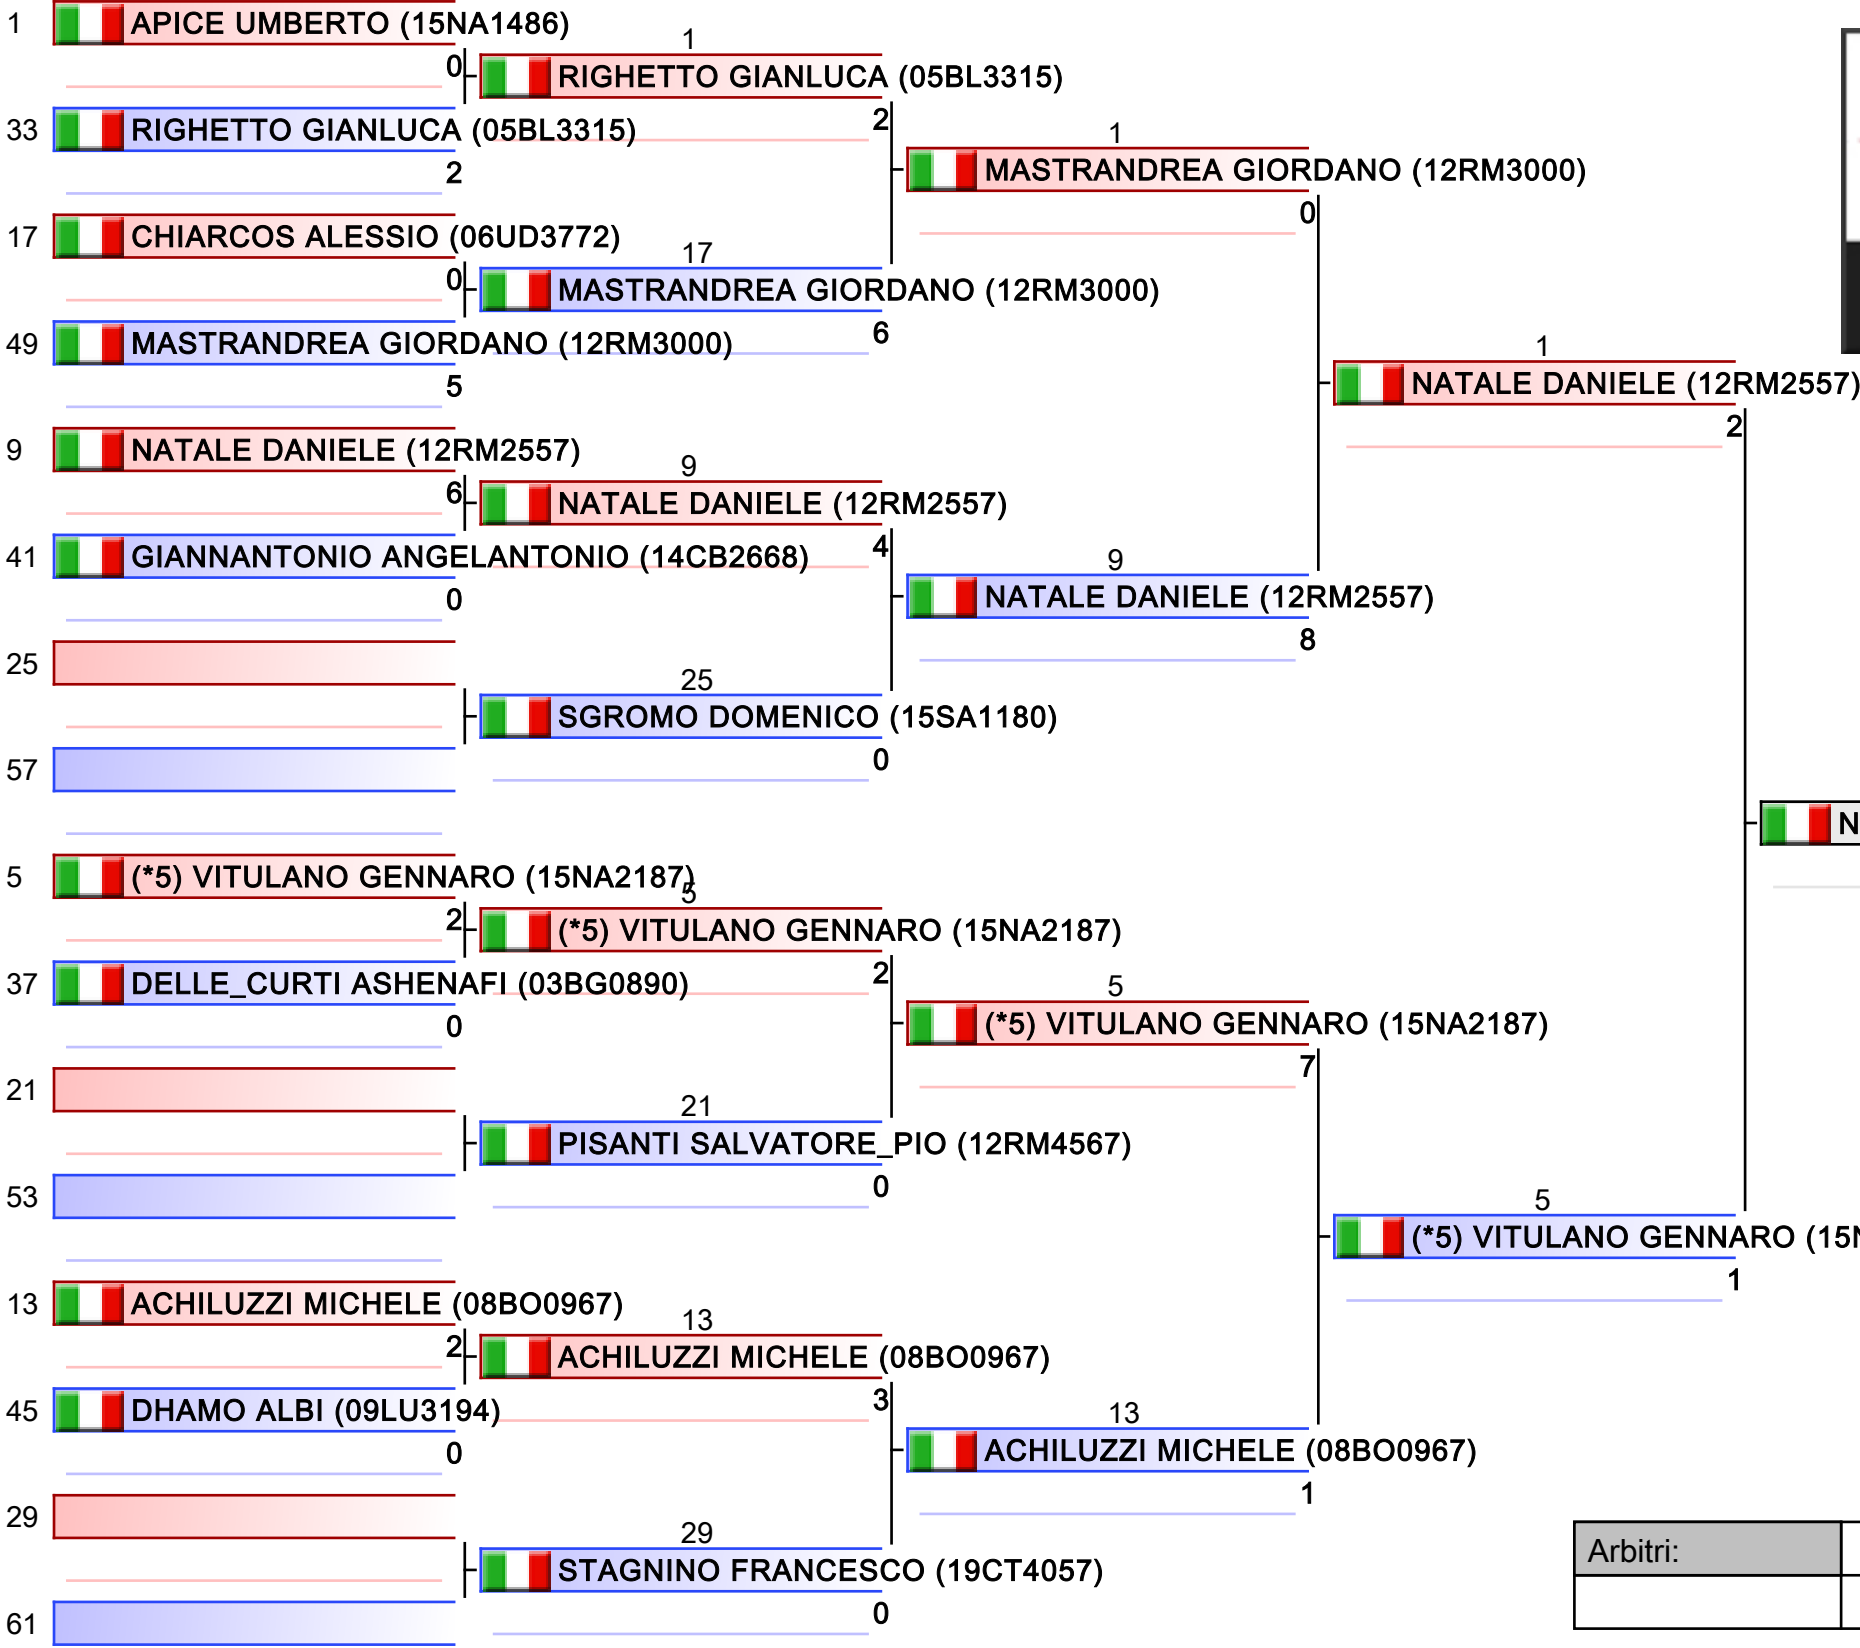 1 APICE UMBERTO (15NA1486)
0
1
RIGHETTO GIANLUCA (05BL3315)
2
33 RIGHETTO GIANLUCA (05BL3315)
2
1
MASTRANDREA GIORDANO (12RM3000)
0
17 CHIARCOS ALESSIO (06UD3772)
0
17
MASTRANDREA GIORDANO (12RM3000)
6
49 MASTRANDREA GIORDANO (12RM3000)
5
1
NATALE DANIELE (12RM2557)
2
9 NATALE DANIELE (12RM2557)
6
9
NATALE DANIELE (12RM2557)
4
41 GIANNANTONIO ANGELANTONIO (14CB2668)
0
9
NATALE DANIELE (12RM2557)
8
25
25
SGROMO DOMENICO (15SA1180)
0
57
N
5 (*5) VITULANO GENNARO (15NA2187)
2
5
(*5) VITULANO GENNARO (15NA2187)
2
37 DELLE_CURTI ASHENAFI (03BG0890)
0
5
(*5) VITULANO GENNARO (15NA2187)
7
21
21
PISANTI SALVATORE_PIO (12RM4567)
0
53
5
(*5) VITULANO GENNARO (15N
1
13 ACHILUZZI MICHELE (08BO0967)
2
13
ACHILUZZI MICHELE (08BO0967)
3
45 DHAMO ALBI (09LU3194)
0
13
ACHILUZZI MICHELE (08BO0967)
1
29
29
STAGNINO FRANCESCO (19CT4057)
0
61
Arbitri: